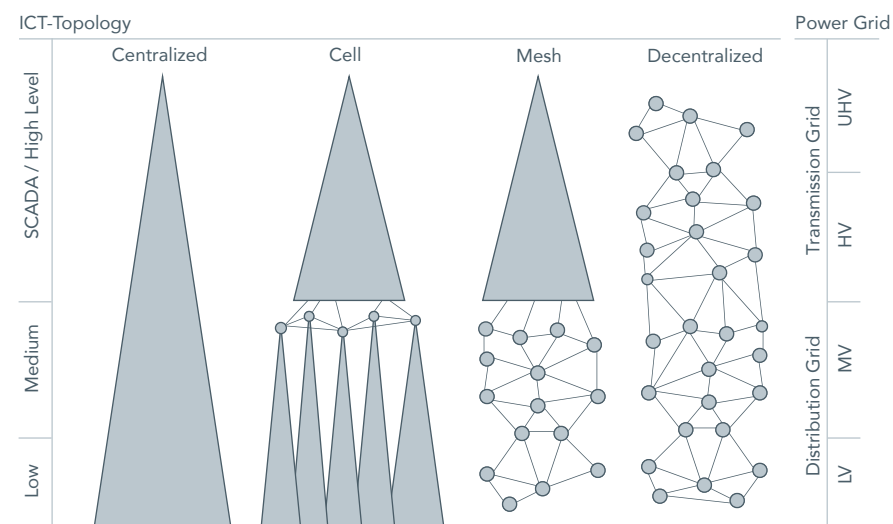 ICT-Topology
Power Grid
Centralized
Cell
Mesh
Decentralized
SCADA / High Level
Medium
Low
Transmission Grid
Distribution Grid
UHV
HV
MV
LV